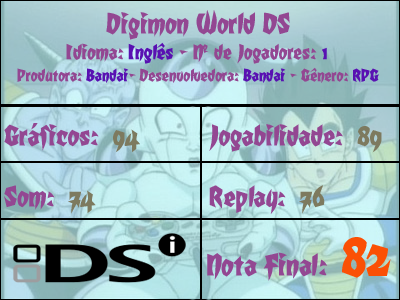 Digimon World DS
Idioma: Inglês - Nº de Jogadores: 1
Produtora: Bandai- Desenvolvedora: Bandai - Gênero: RPG
Gráficos: 94
Jogabilidade: 89
Som: 74
Replay: 76
DSi
Nota Final: 82